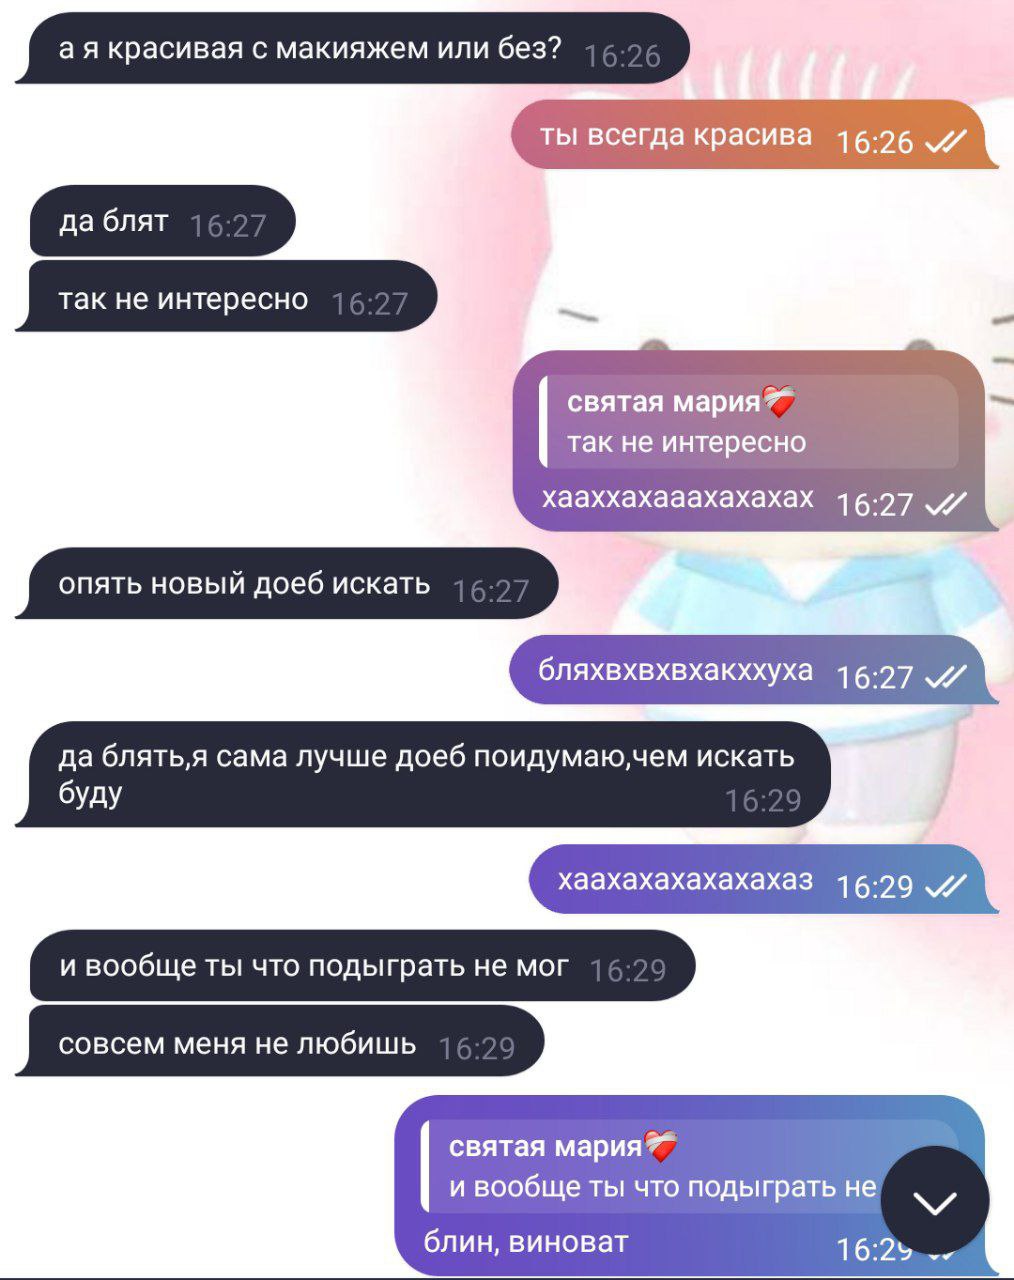 а я красивая с макияжем или без? 16:26
ты всегда красива 16:26
да блят 16:27
так не интересно 16:27
святая мария❤️‍🩹
так не интересно
хааххахааахахахах 16:27
опять новый доеб искать 16:27
бляхвхвхвхакххуха 16:27
да блять,я сама лучше доеб поидумаю,чем искать
буду 16:29
хаахахахахахахаз 16:29
и вообще ты что подыграть не мог 16:29
совсем меня не любишь 16:29
святая мария❤️‍🩹
и вообще ты что подыграть не
блин, виноват 16:29